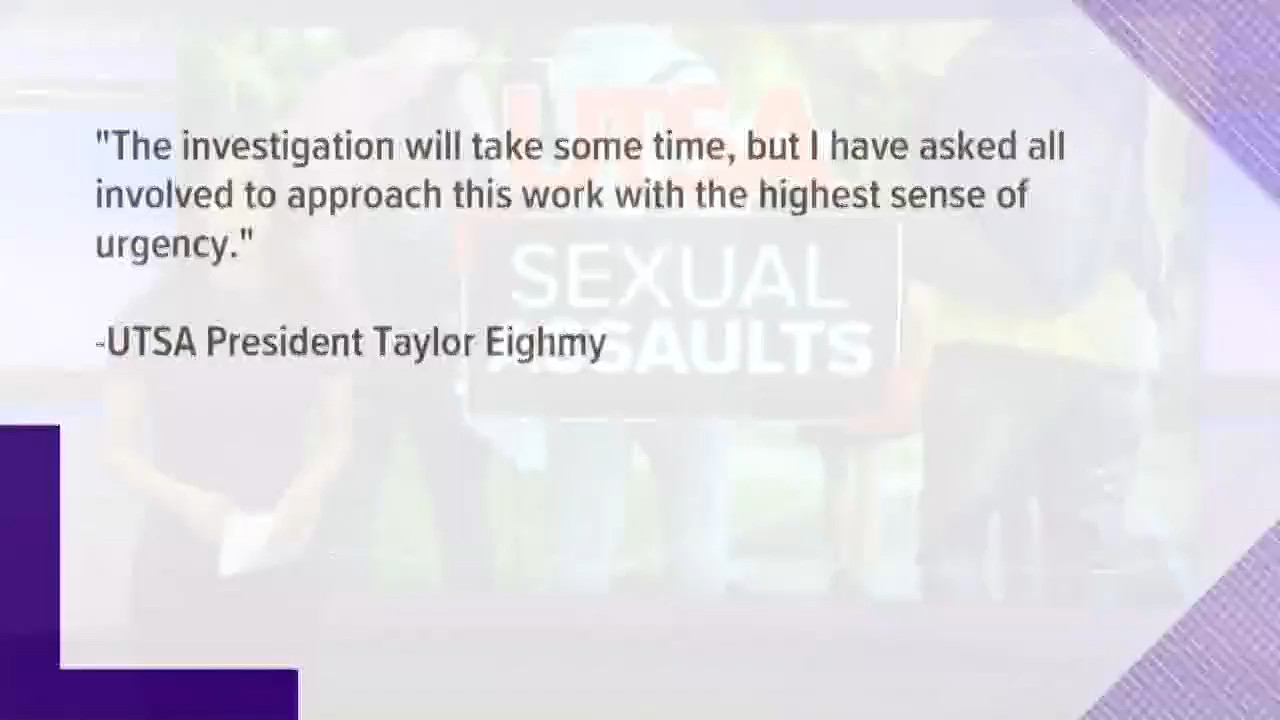 "The investigation will take some time, but I have asked all
involved to approach this work with the highest sense of
urgency."
-UTSA President Taylor Eighmy
UTSA
SEXUAL
ASSAULTS